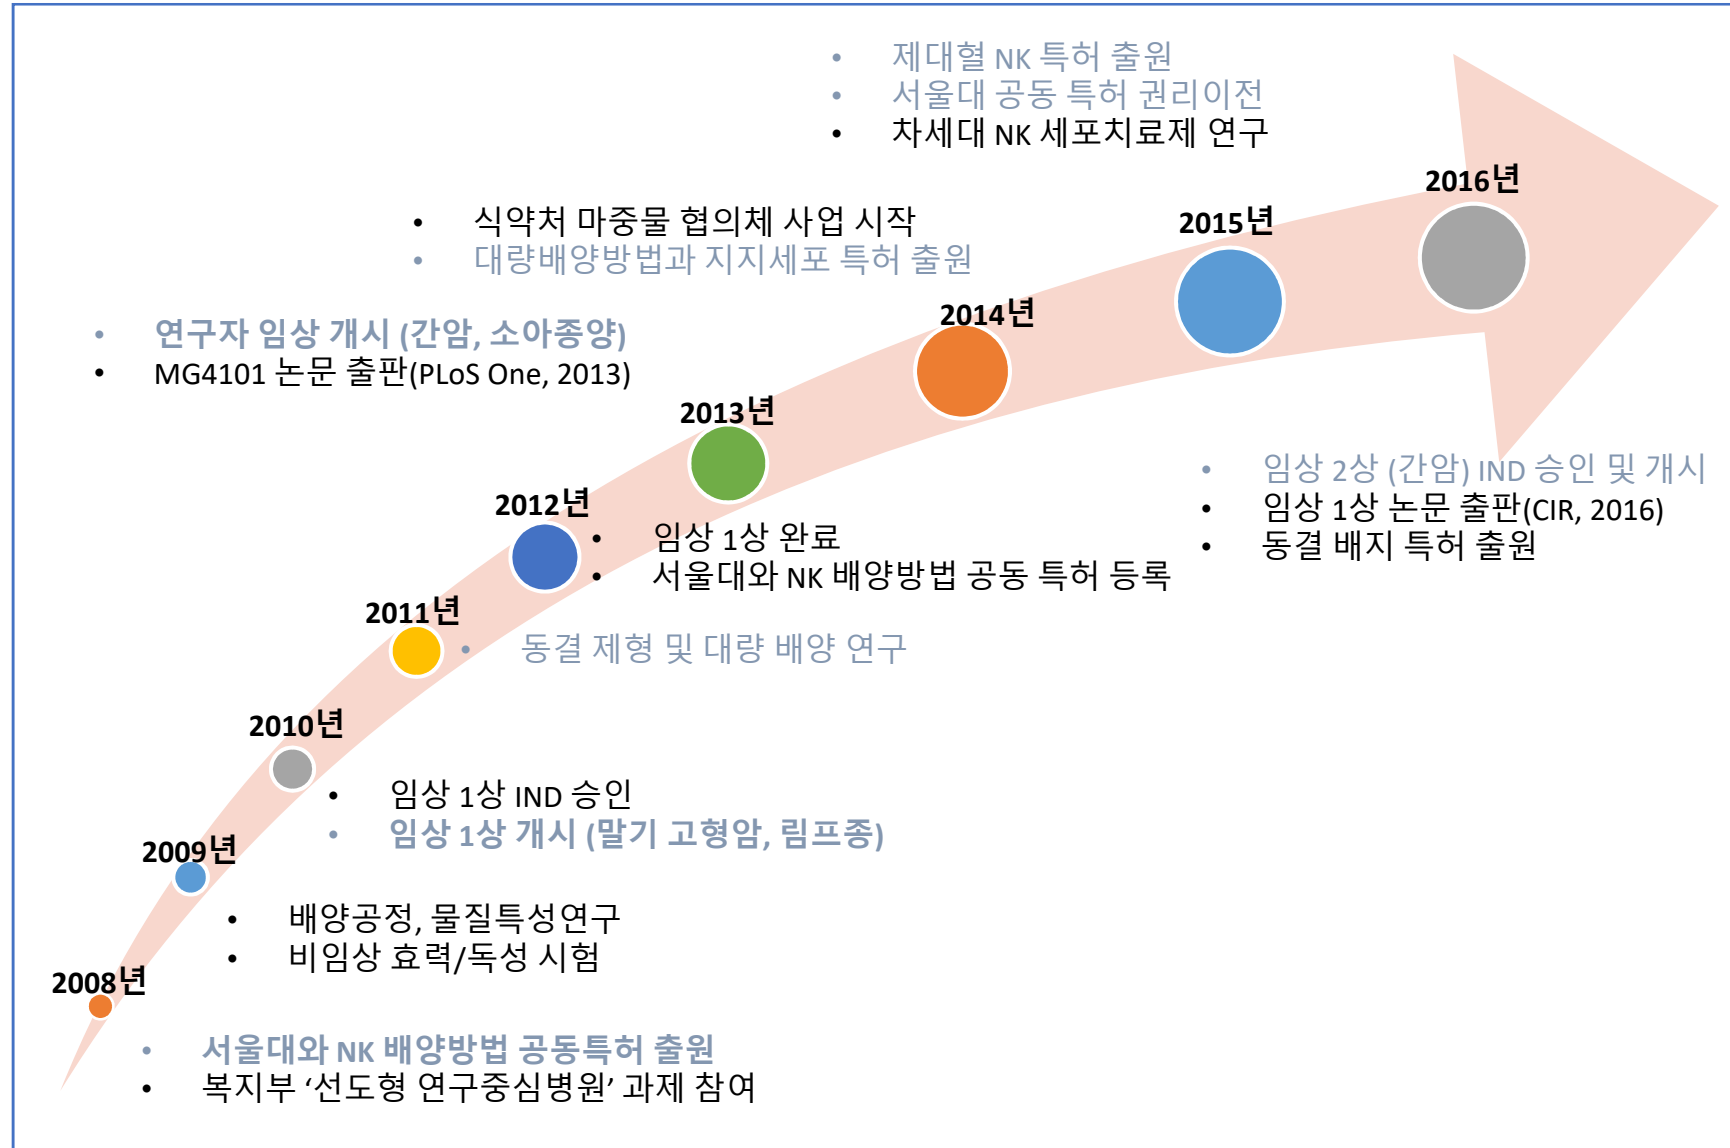 • 제대혈 NK 특허 출원
• 서울대 공동 특허 권리이전
• 차세대 NK 세포치료제 연구
2016년
• 식약처 마중물 협의체 사업 시작
• 대량배양방법과 지지세포 특허 출원
2015년
• 연구자 임상 개시 (간암, 소아종양)
• MG4101 논문 출판(PLoS One, 2013)
2014년
2013년
• 임상 2상 (간암) IND 승인 및 개시
• 임상 1상 논문 출판(CIR, 2016)
• 동결 배지 특허 출원
2012년
• 임상 1상 완료
• 서울대와 NK 배양방법 공동 특허 등록
2011년
• 동결 제형 및 대량 배양 연구
2010년
• 임상 1상 IND 승인
• 임상 1상 개시 (말기 고형암, 림프종)
2009년
• 배양공정, 물질특성연구
• 비임상 효력/독성 시험
2008년
• 서울대와 NK 배양방법 공동특허 출원
• 복지부 ‘선도형 연구중심병원’ 과제 참여